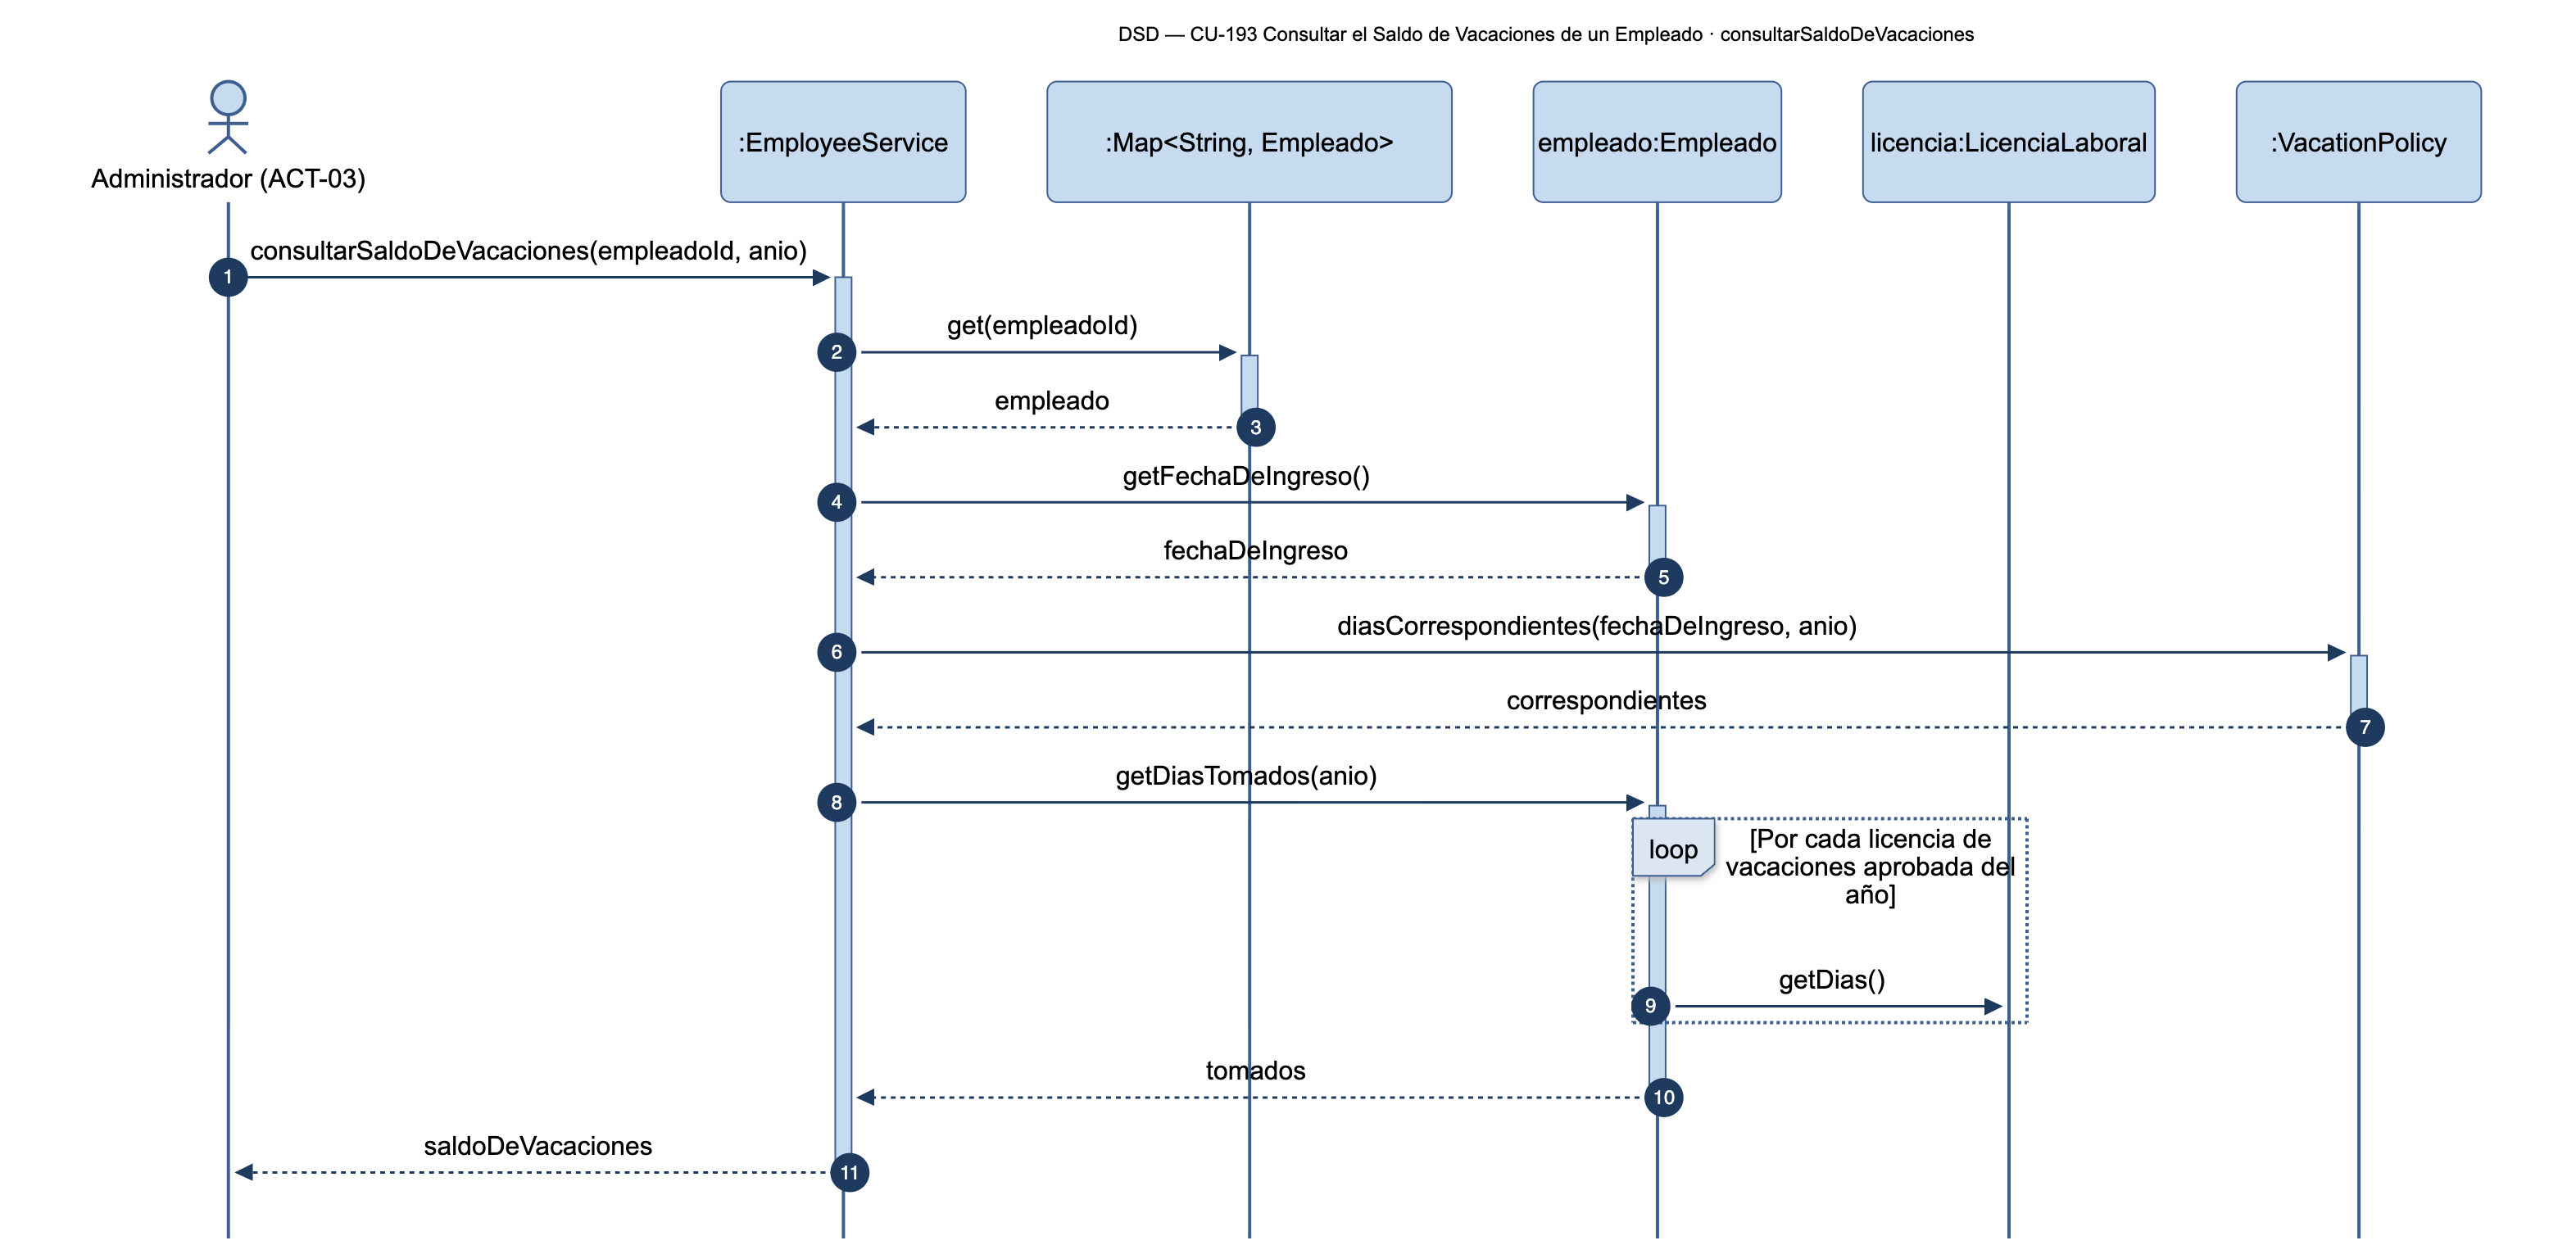 DSD — CU-193 Consultar el Saldo de Vacaciones de un Empleado · consultarSaldoDeVacaciones
Administrador (ACT-03)
:EmployeeService
:Map<String, Empleado>
empleado:Empleado
licencia:LicenciaLaboral
:VacationPolicy
consultarSaldoDeVacaciones(empleadoId, anio)
1
get(empleadoId)
2
empleado
3
getFechaDeIngreso()
4
fechaDeIngreso
5
diasCorrespondientes(fechaDeIngreso, anio)
6
correspondientes
7
getDiasTomados(anio)
8
loop
[Por cada licencia de
vacaciones aprobada del
año]
getDias()
9
tomados
10
saldoDeVacaciones
11